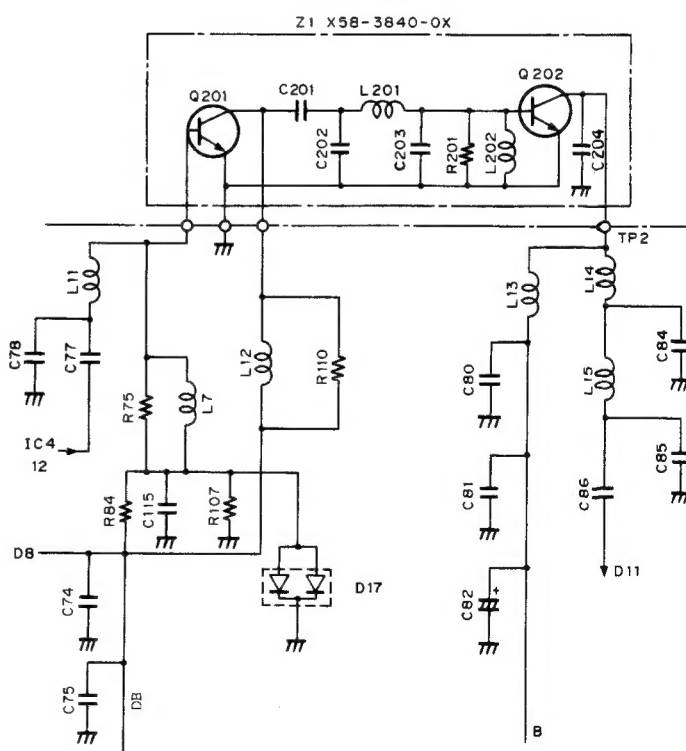 Z1 X58-3840-0X
Q201
C201
L201
Q202
C202
C203
R201
L202
C204
TP2
L11
C78
C77
IC4
12
R75
L7
L12
R110
L13
L14
C84
C80
L15
C85
C86
C81
R84
C115
R107
D8
D17
D11
C74
C82
+
C75
DB
B